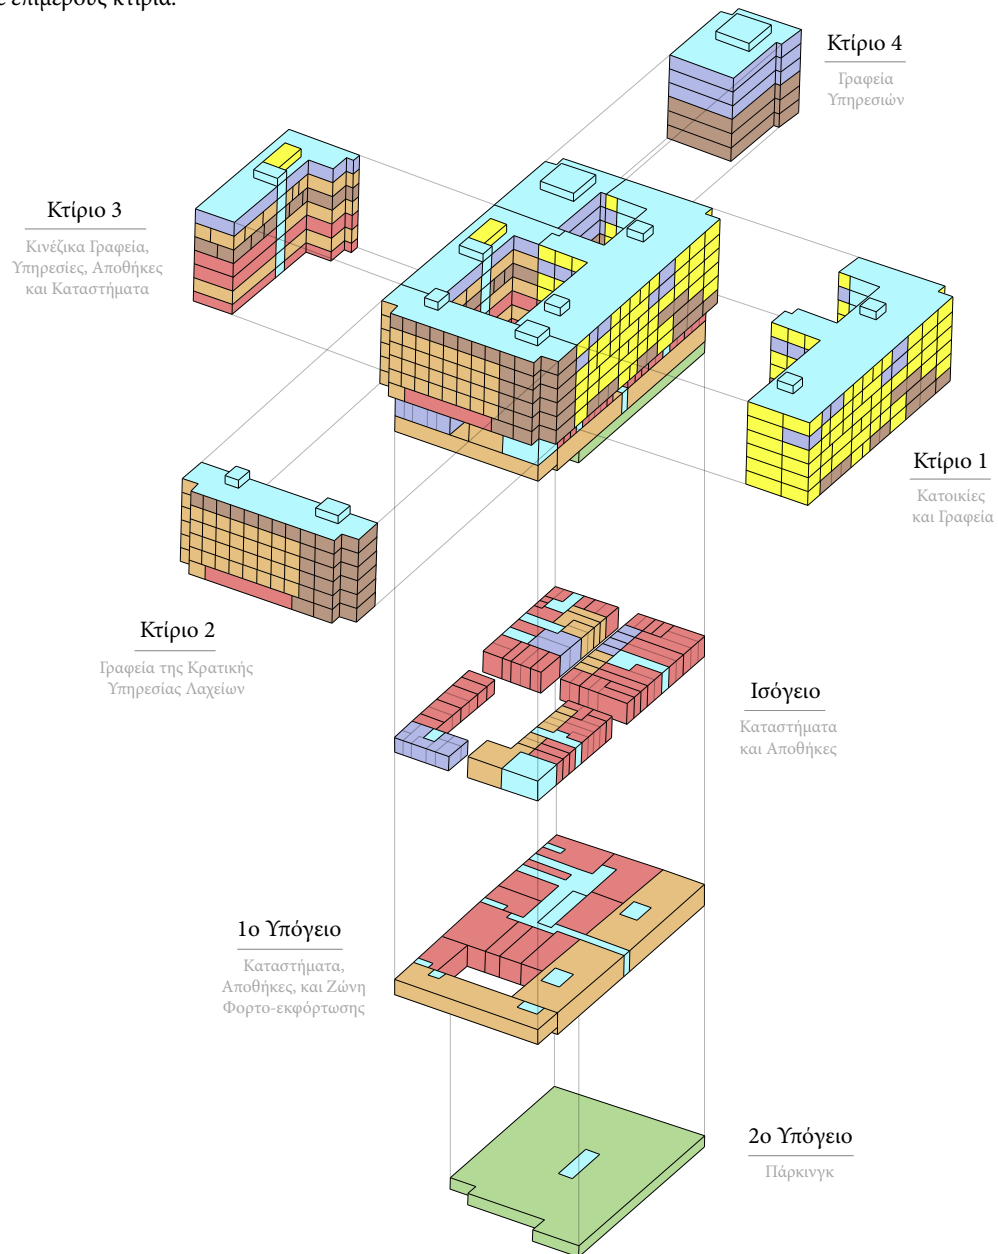 ε επιμέρους κτίρια.
Κτίριο 4
Γραφεία
Υπηρεσιών
Κτίριο 3
Κινέζικα Γραφεία,
Υπηρεσίες, Αποθήκες
και Καταστήματα
Κτίριο 1
Κατοικίες
και Γραφεία
Κτίριο 2
Γραφεία της Κρατικής
Υπηρεσίας Λαχείων
Ισόγειο
Καταστήματα
και Αποθήκες
1ο Υπόγειο
Καταστήματα,
Αποθήκες, και Ζώνη
Φορτο-εκφόρτωσης
2ο Υπόγειο
Πάρκινγκ